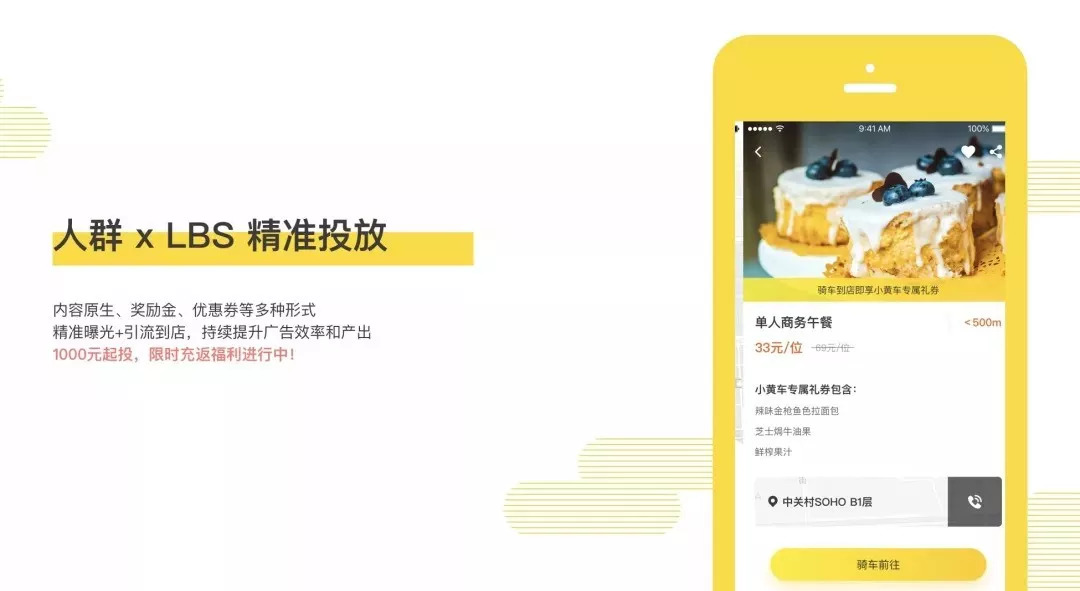 人群 x LBS 精准投放
内容原生、奖励金、优惠券等多种形式
精准曝光+引流到店，持续提升广告效率和产出
1000元起投，限时充返福利进行中！
9:41 AM
100%
骑车到店即享小黄车专属礼券
单人商务午餐
<500m
33元/位
69元/位
小黄车专属礼券包含：
辣味金枪鱼色拉面包
芝士焗牛油果
鲜榨果汁
中关村SOHO B1层
骑车前往